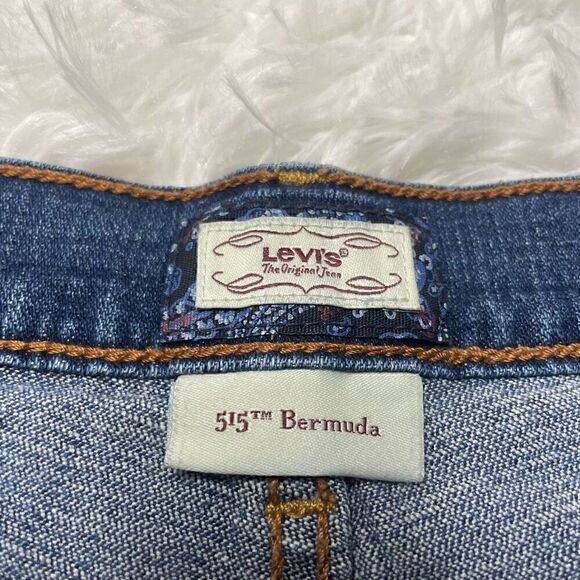 Levi's®
The Original Jean
515™ Bermuda